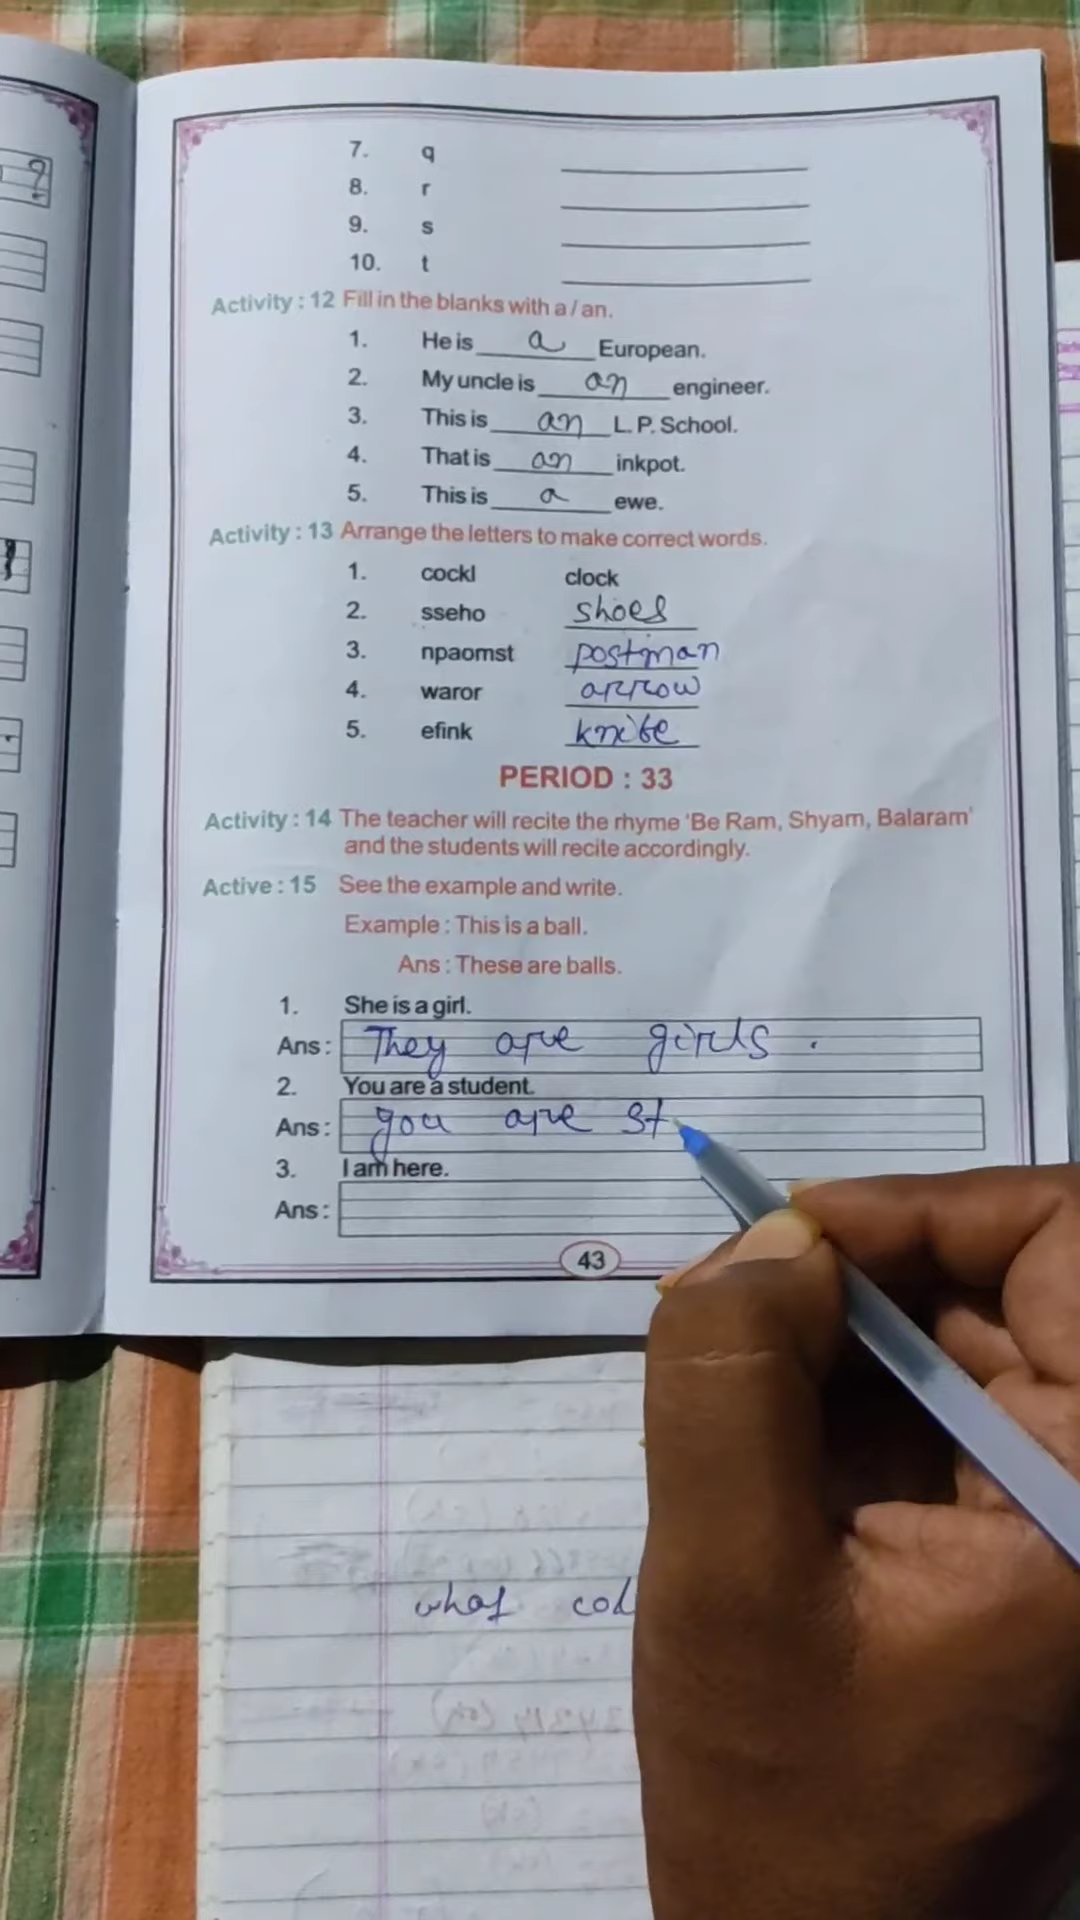 7. q
8. r
9. s
10. t
Activity : 12 Fill in the blanks with a / an.
1. He is a European.
2. My uncle is an engineer.
3. This is an L. P. School.
4. That is an inkpot.
5. This is a ewe.
Activity : 13 Arrange the letters to make correct words.
1. cockl clock
2. sseho shoes
3. npaomst postman
4. waror arrow
5. efink knife
PERIOD : 33
Activity : 14 The teacher will recite the rhyme 'Be Ram, Shyam, Balaram'
and the students will recite accordingly.
Active : 15 See the example and write.
Example : This is a ball.
Ans : These are balls.
1. She is a girl.
Ans : They are girls .
2. You are a student.
Ans : you are st
3. I am here.
Ans :
43
what